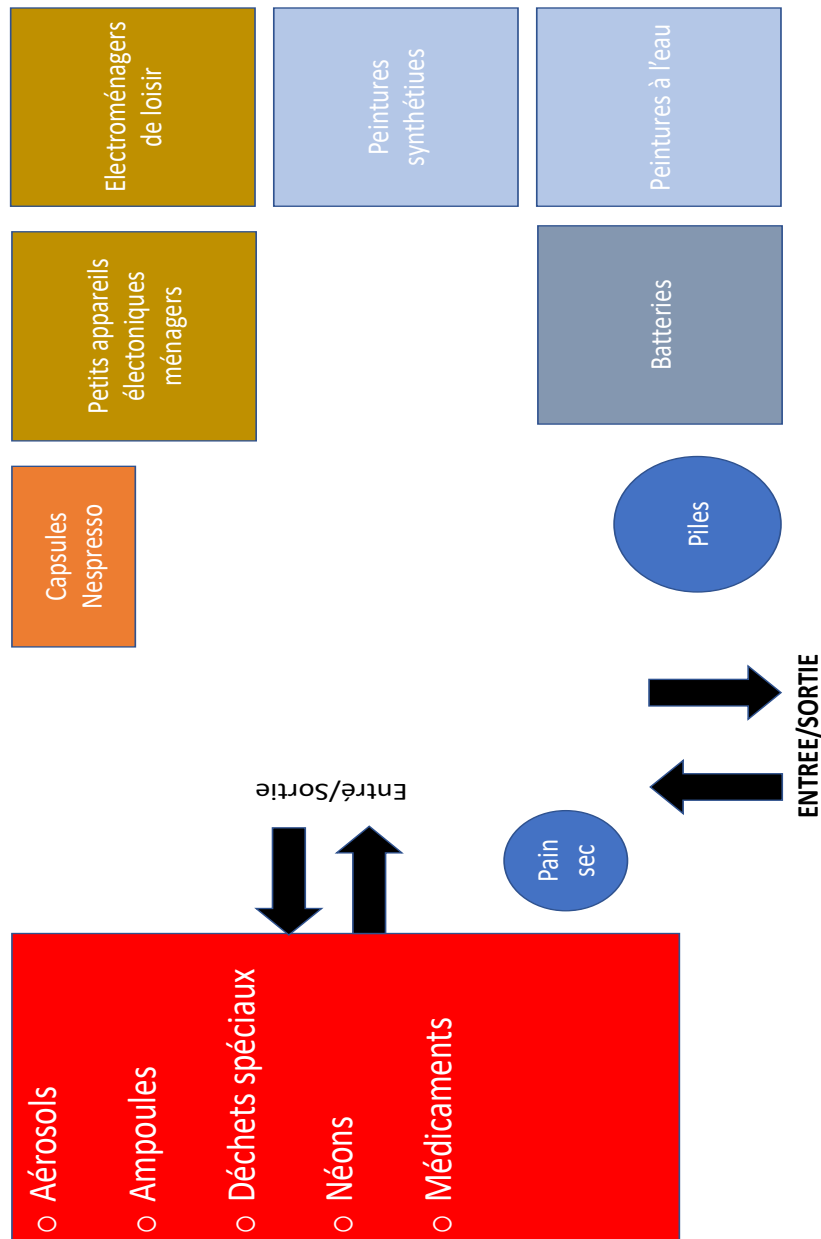 ○ Aérosols
○ Ampoules
○ Déchets spéciaux
○ Néons
○ Médicaments
Capsules
Nespresso
Petits appareils
électoniques
ménagers
Electroménagers
de loisir
Entré/Sortie
Peintures
synthétiues
Pain
sec
Piles
Batteries
Peintures à l'eau
ENTREE/SORTIE